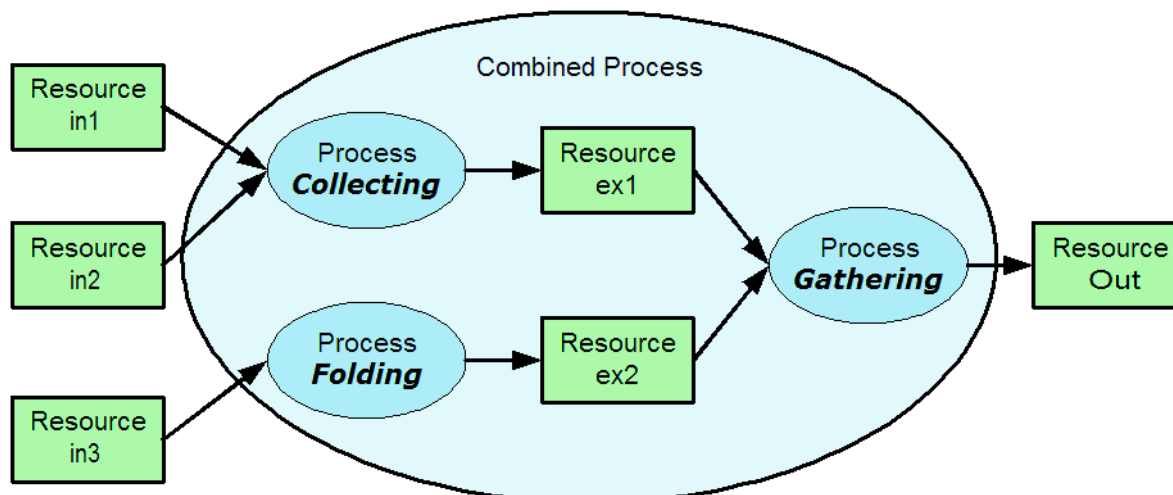 Combined Process
Resource
in1
Resource
in2
Resource
in3
Process
Collecting
Process
Folding
Resource
ex1
Resource
ex2
Process
Gathering
Resource
Out